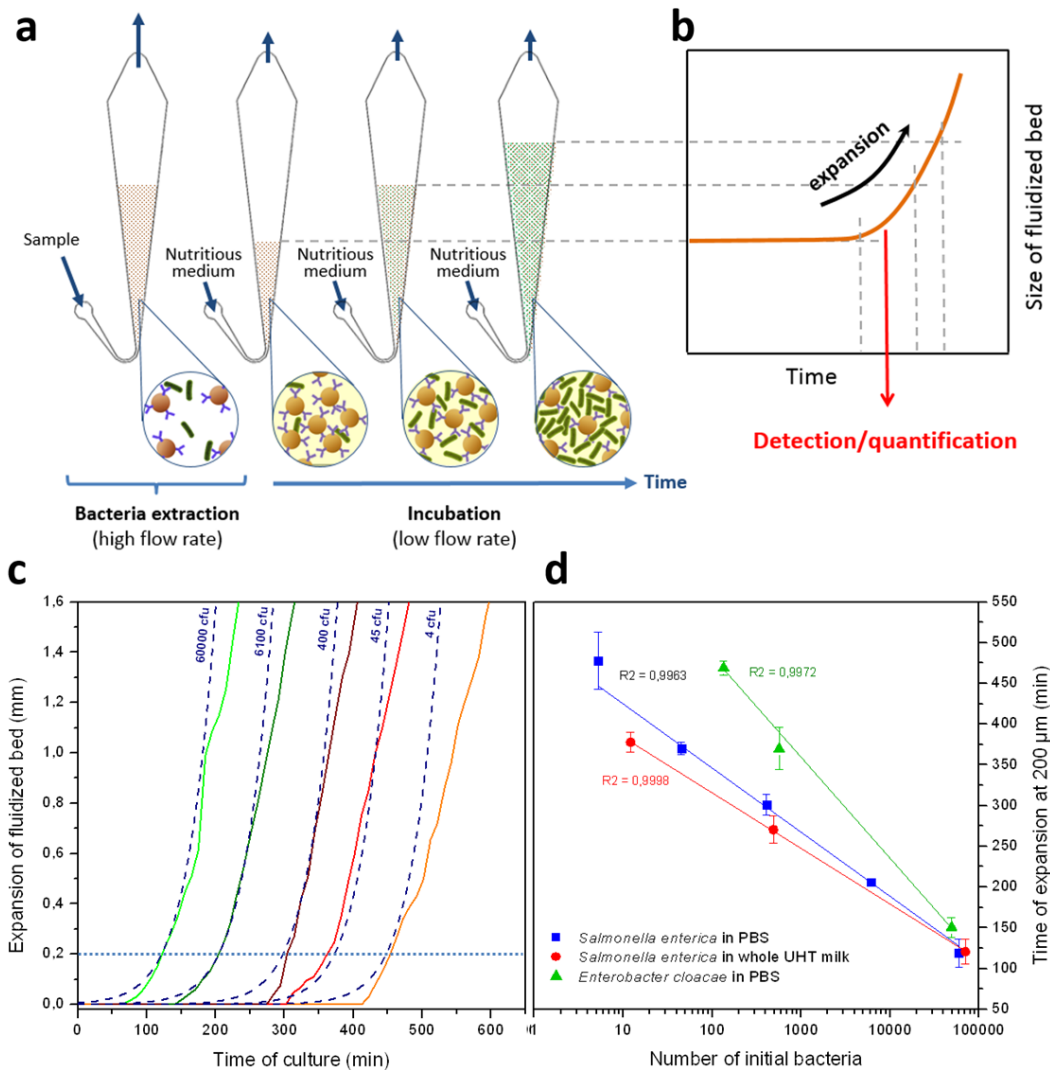 a
b
Sample
Nutritious
medium
Nutritious
medium
Nutritious
medium
expansion
Size of fluidized bed
Time
Detection/quantification
Time
Bacteria extraction
(high flow rate)
Incubation
(low flow rate)
c
d
1,6
1,4
1,2
1,0
0,8
0,6
0,4
0,2
0,0
Expansion of fluidized bed (mm)
60000 cfu
6100 cfu
400 cfu
45 cfu
4 cfu
0
100
200
300
400
500
600
Time of culture (min)
R2 = 0,9963
R2 = 0,9972
R2 = 0,9998
Salmonella enterica in PBS
Salmonella enterica in whole UHT milk
Enterobacter cloacae in PBS
550
500
450
400
350
300
250
200
150
100
50
Time of expansion at 200 µm (min)
1
10
100
1000
10000
100000
Number of initial bacteria